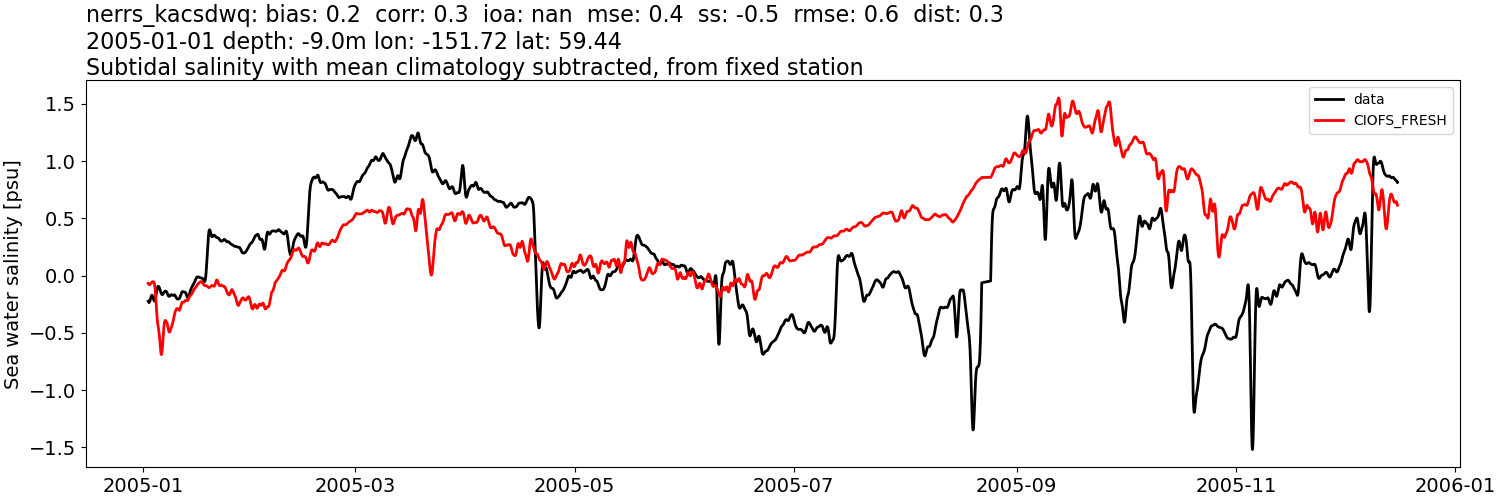 nerrs_kacsdwq: bias: 0.2  corr: 0.3  ioa: nan  mse: 0.4  ss: -0.5  rmse: 0.6  dist: 0.3
2005-01-01 depth: -9.0m lon: -151.72 lat: 59.44
Subtidal salinity with mean climatology subtracted, from fixed station
data
CIOFS_FRESH
Sea water salinity [psu]
1.5
1.0
0.5
0.0
−0.5
−1.0
−1.5
2005-01
2005-03
2005-05
2005-07
2005-09
2005-11
2006-01